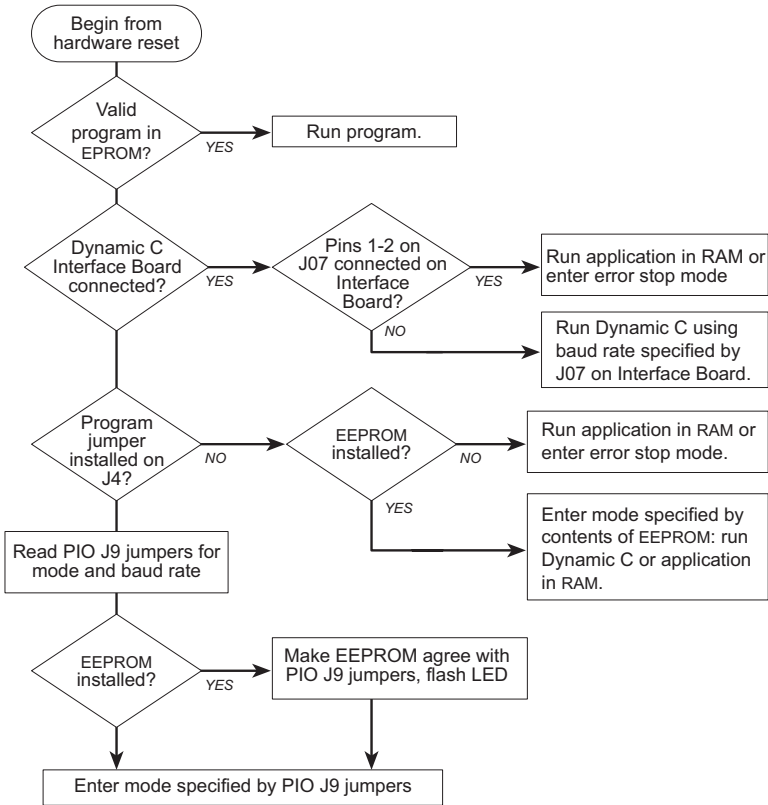 Begin from
hardware reset
Valid
program in
EPROM?
YES
Run program.
Dynamic C
Interface Board
connected?
YES
Pins 1-2 on
J07 connected on
Interface
Board?
YES
Run application in RAM or
enter error stop mode
NO
Run Dynamic C using
baud rate specified by
J07 on Interface Board.
Program
jumper
installed on
J4?
NO
EEPROM
installed?
NO
Run application in RAM or
enter error stop mode.
YES
Enter mode specified by
contents of EEPROM: run
Dynamic C or application
in RAM.
Read PIO J9 jumpers for
mode and baud rate
EEPROM
installed?
YES
Make EEPROM agree with
PIO J9 jumpers, flash LED
Enter mode specified by PIO J9 jumpers